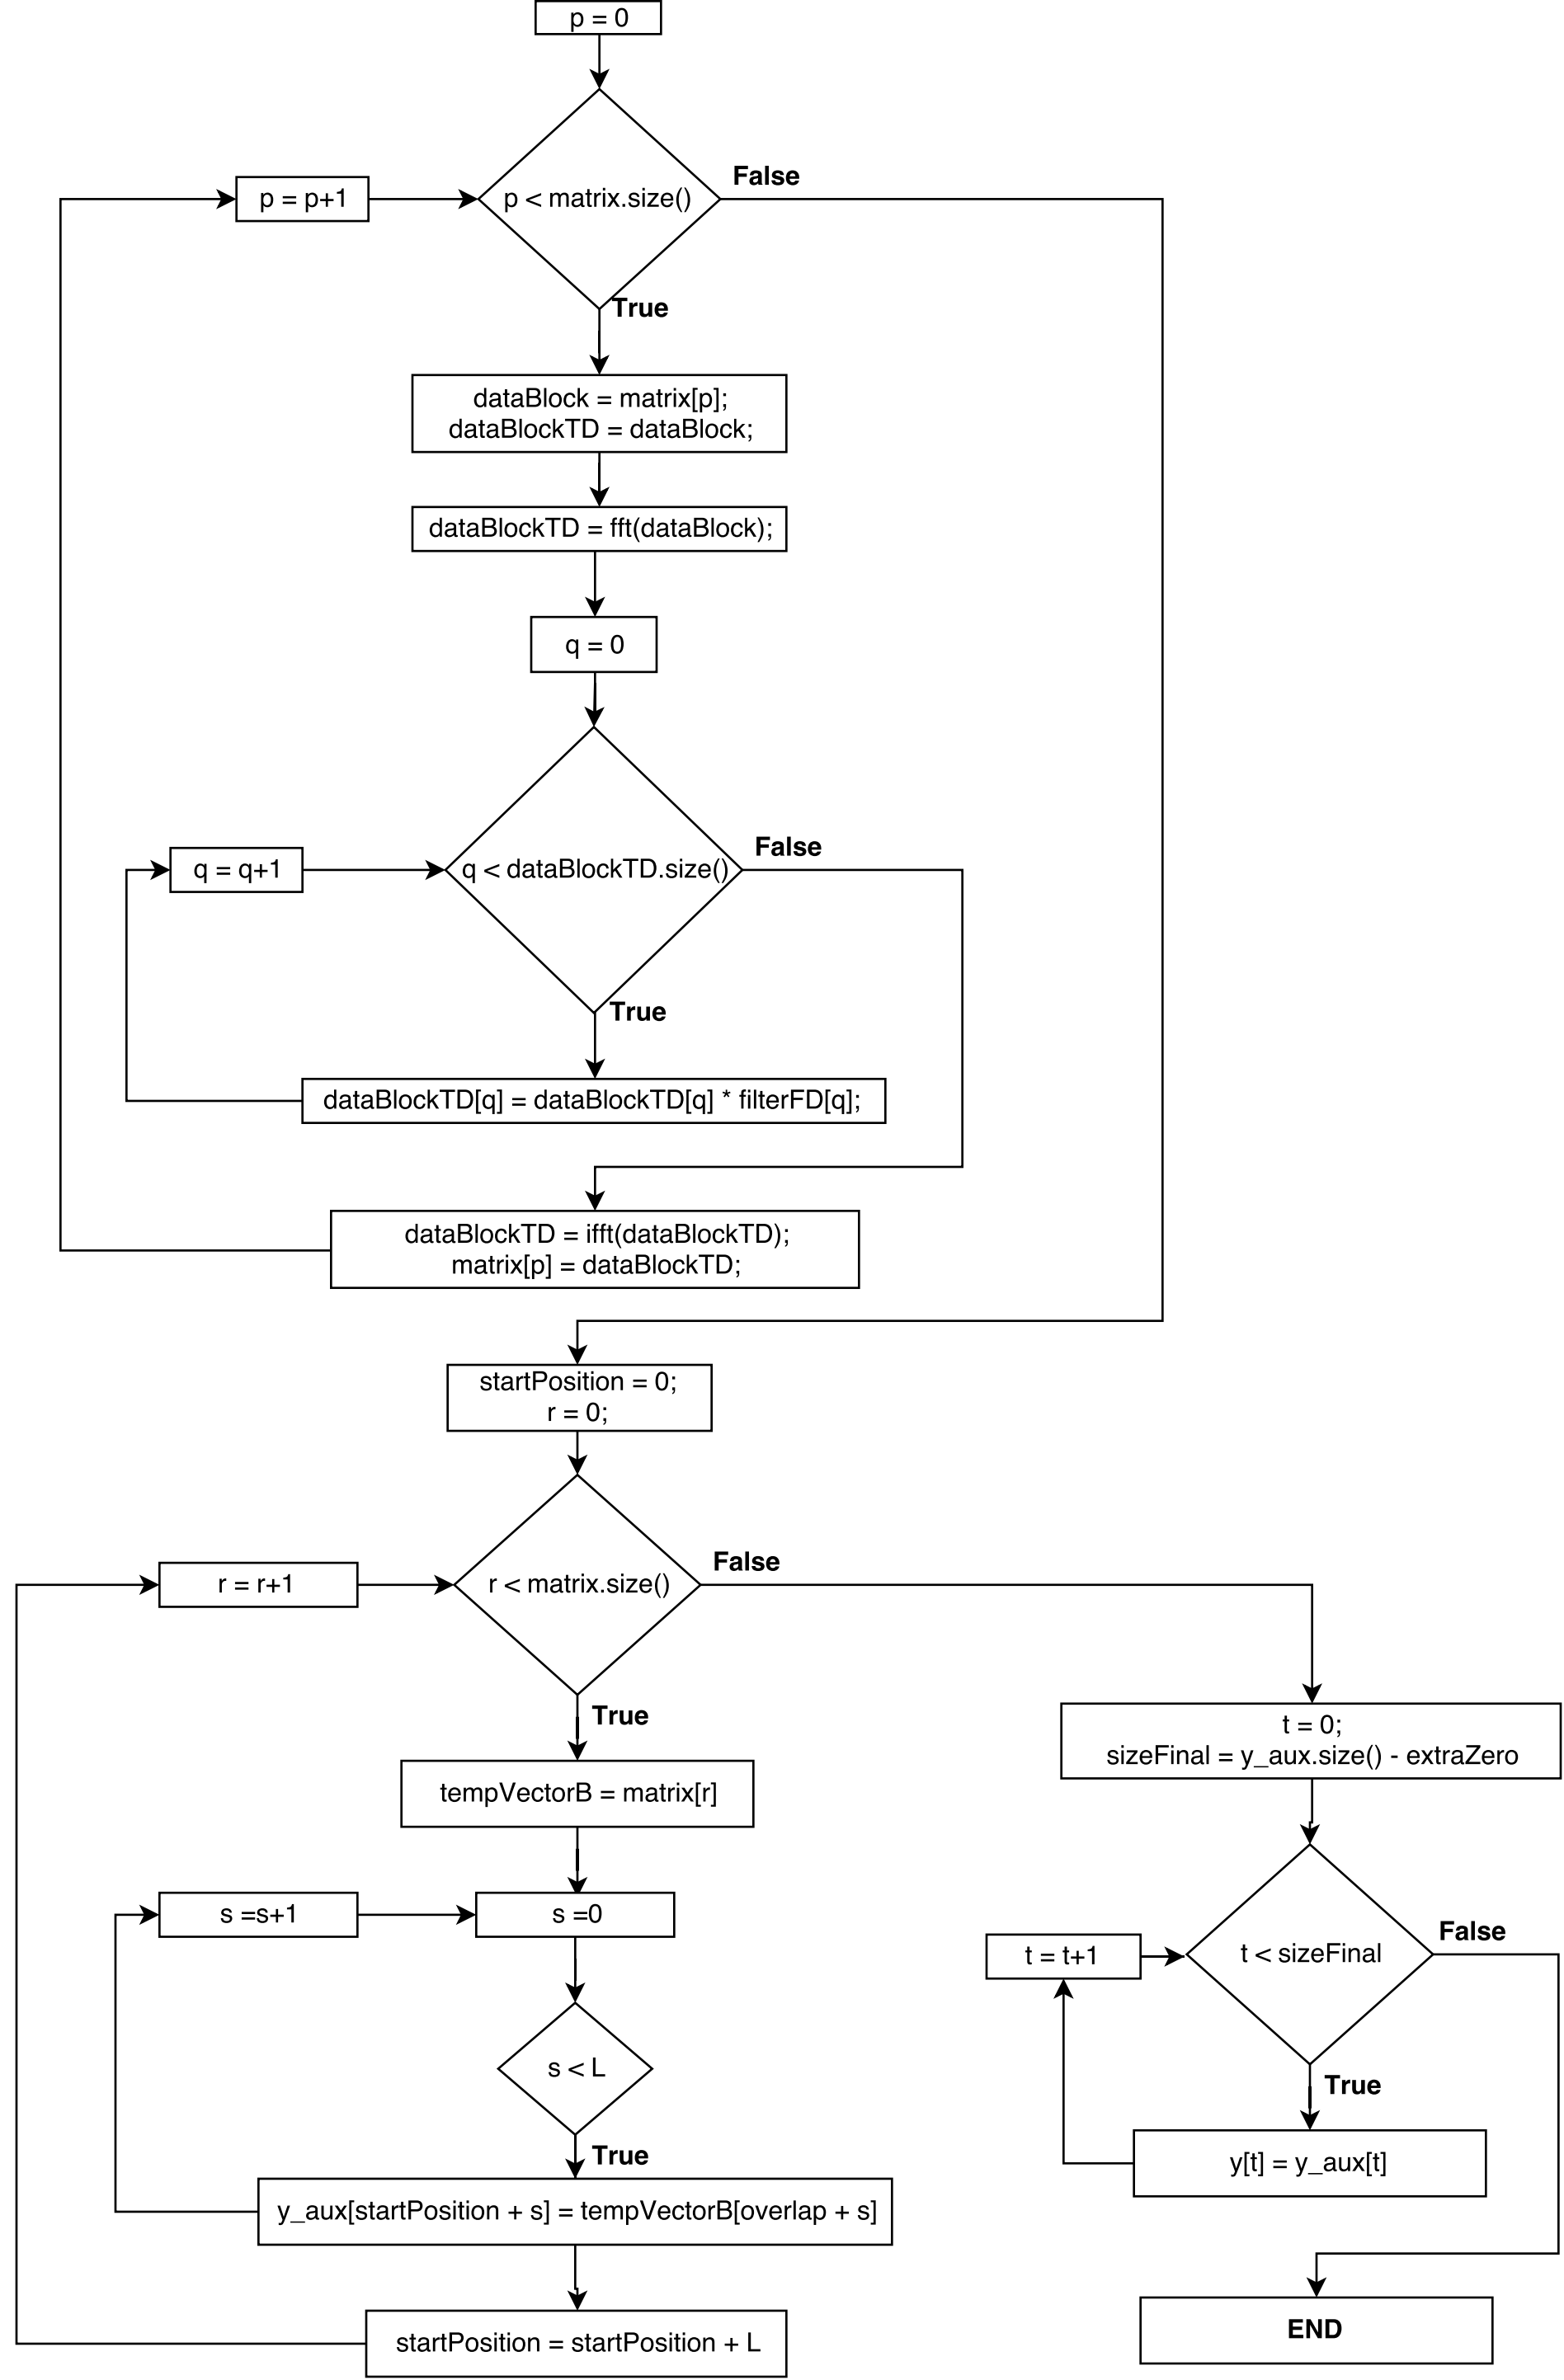 p = 0
p = p+1
p < matrix.size()
False
True
dataBlock = matrix[p];
dataBlockTD = dataBlock;
dataBlockTD = fft(dataBlock);
q = 0
q = q+1
q < dataBlockTD.size()
False
True
dataBlockTD[q] = dataBlockTD[q] * filterFD[q];
dataBlockTD = ifft(dataBlockTD);
matrix[p] = dataBlockTD;
startPosition = 0;
r = 0;
r = r+1
r < matrix.size()
False
True
tempVectorB = matrix[r]
s =s+1
s =0
s < L
True
y_aux[startPosition + s] = tempVectorB[overlap + s]
startPosition = startPosition + L
t = 0;
sizeFinal = y_aux.size() - extraZero
t = t+1
t < sizeFinal
False
True
y[t] = y_aux[t]
END